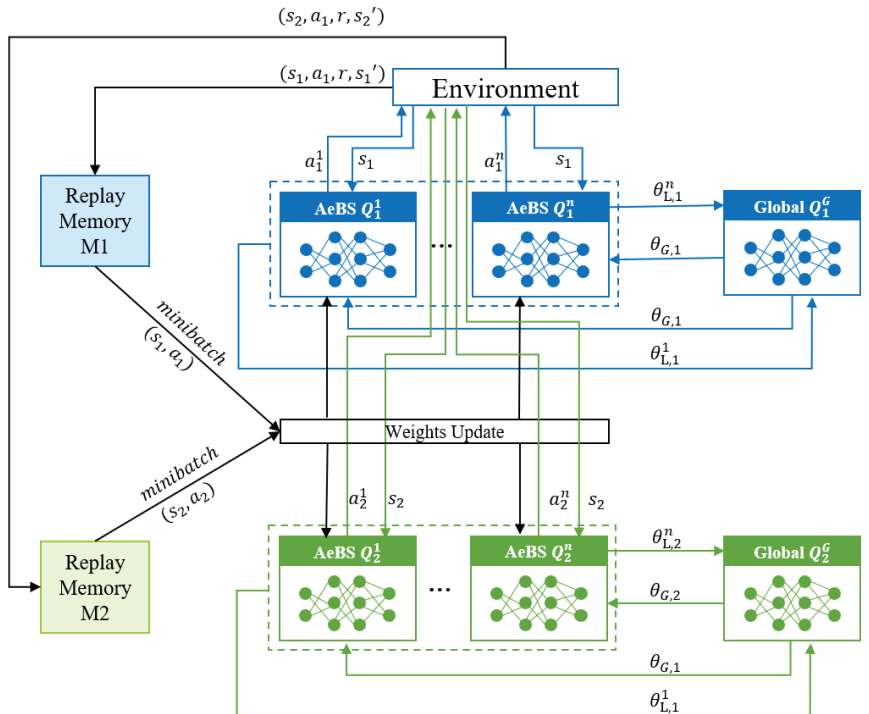 (s₂, a₁, r, s₂′)
(s₁, a₁, r, s₁′)
Environment
a₁¹
s₁
a₁ⁿ
s₁
Replay
Memory
M1
AeBS Q₁¹
...
AeBS Q₁ⁿ
θ_{L,1}^n
Global Q₁ᴳ
θ_{G,1}
θ_{G,1}
θ_{L,1}^1
minibatch
(s₁, a₁)
Weights Update
minibatch
(s₂, a₂)
a₂¹
s₂
a₂ⁿ
s₂
Replay
Memory
M2
AeBS Q₂¹
...
AeBS Q₂ⁿ
θ_{L,2}^n
Global Q₂ᴳ
θ_{G,2}
θ_{G,1}
θ_{L,1}^1